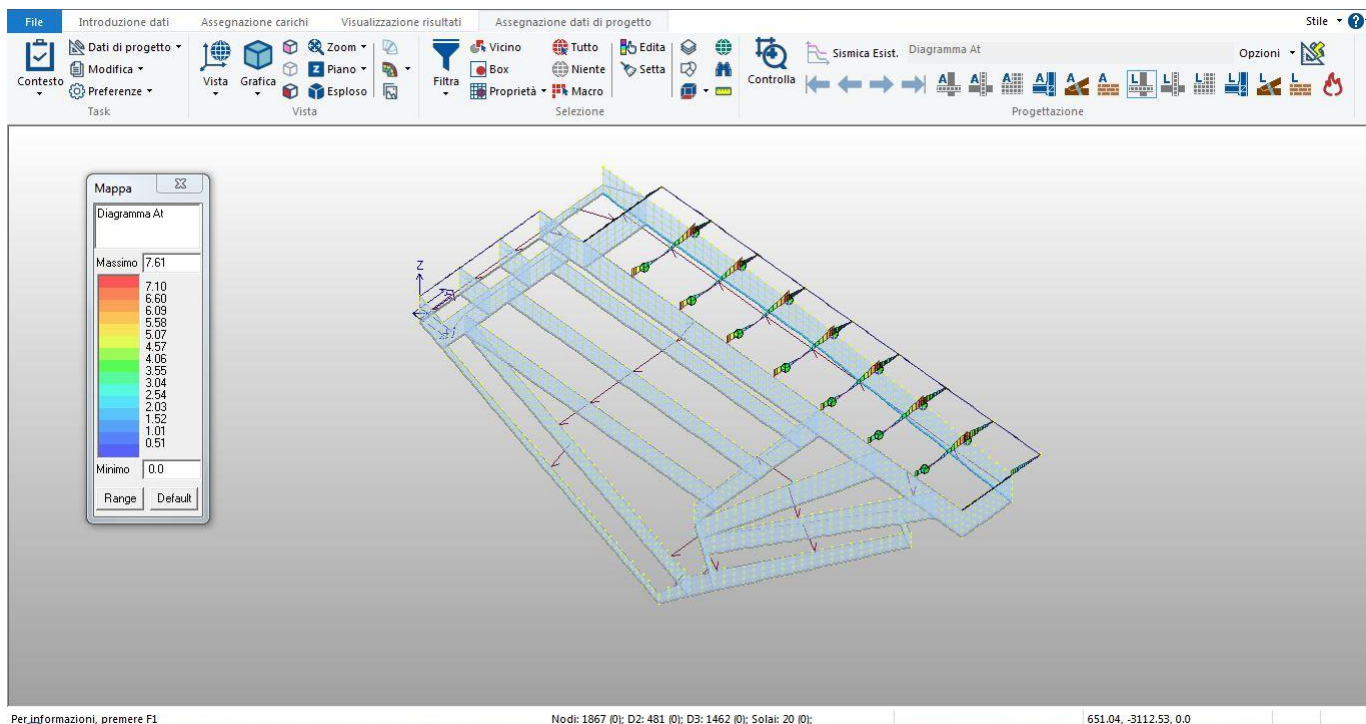 File Introduzione dati Assegnazione carichi Visualizzazione risultati Assegnazione dati di progetto Stile
Contesto
Dati di progetto
Modifica
Preferenze
Task
Vista
Grafica
Zoom
Piano
Esploso
Vista
Filtra
Vicino
Box
Proprietà
Tutto
Niente
Macro
Edita
Setta
Selezione
Controlla
Sismica Esist.
Diagramma At
Opzioni
A A A A A A L L L L L L
Progettazione
Mappa
Diagramma At
Massimo 7.61
7.10
6.60
6.09
5.58
5.07
4.57
4.06
3.55
3.04
2.54
2.03
1.52
1.01
0.51
Minimo 0.0
Range Default
Z
Per informazioni, premere F1 Nodi: 1867 (0); D2: 481 (0); D3: 1462 (0); Solai: 20 (0); 651.04, -3112.53, 0.0